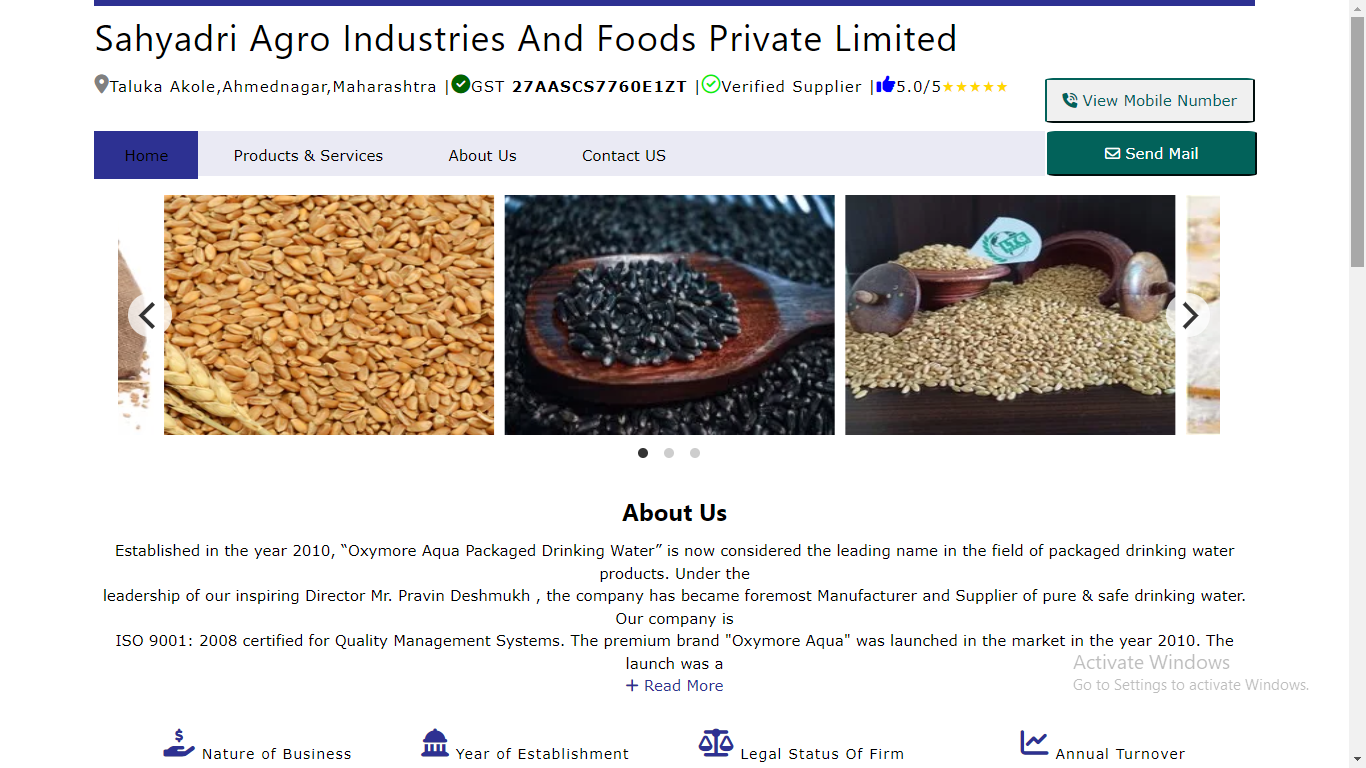 Sahyadri Agro Industries And Foods Private Limited
Taluka Akole,Ahmednagar,Maharashtra | GST 27AASCS7760E1ZT | Verified Supplier | 5.0/5
View Mobile Number
Home Products & Services About Us Contact US
Send Mail
LTG
About Us
Established in the year 2010, “Oxymore Aqua Packaged Drinking Water” is now considered the leading name in the field of packaged drinking water
products. Under the
leadership of our inspiring Director Mr. Pravin Deshmukh , the company has became foremost Manufacturer and Supplier of pure & safe drinking water.
Our company is
ISO 9001: 2008 certified for Quality Management Systems. The premium brand "Oxymore Aqua" was launched in the market in the year 2010. The
launch was a
+ Read More
Activate Windows
Go to Settings to activate Windows.
Nature of Business Year of Establishment Legal Status Of Firm Annual Turnover